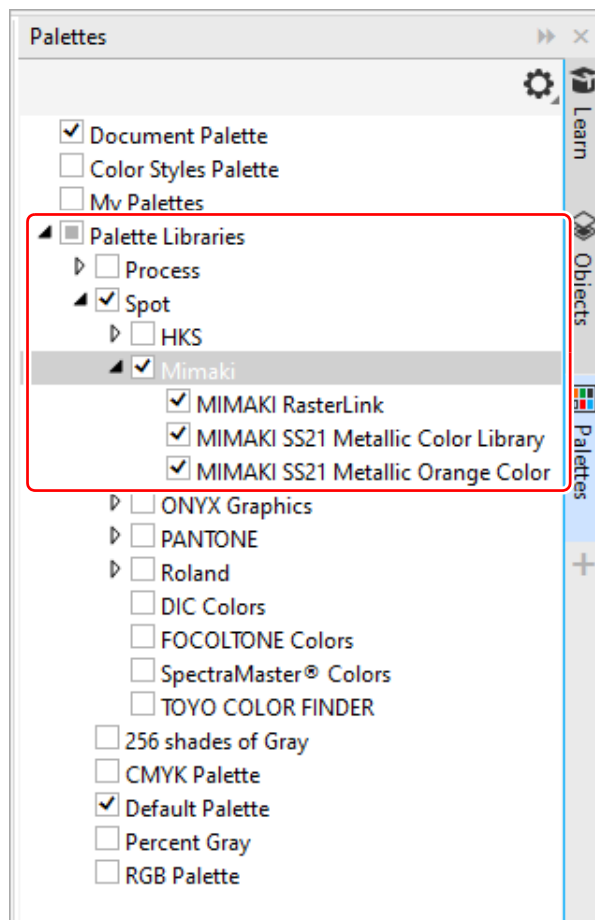 Palettes
Document Palette
Color Styles Palette
My Palettes
Palette Libraries
Process
Spot
HKS
Mimaki
MIMAKI RasterLink
MIMAKI SS21 Metallic Color Library
MIMAKI SS21 Metallic Orange Color
ONYX Graphics
PANTONE
Roland
DIC Colors
FOCOLTONE Colors
SpectraMaster® Colors
TOYO COLOR FINDER
256 shades of Gray
CMYK Palette
Default Palette
Percent Gray
RGB Palette
Learn
Objects
Palettes